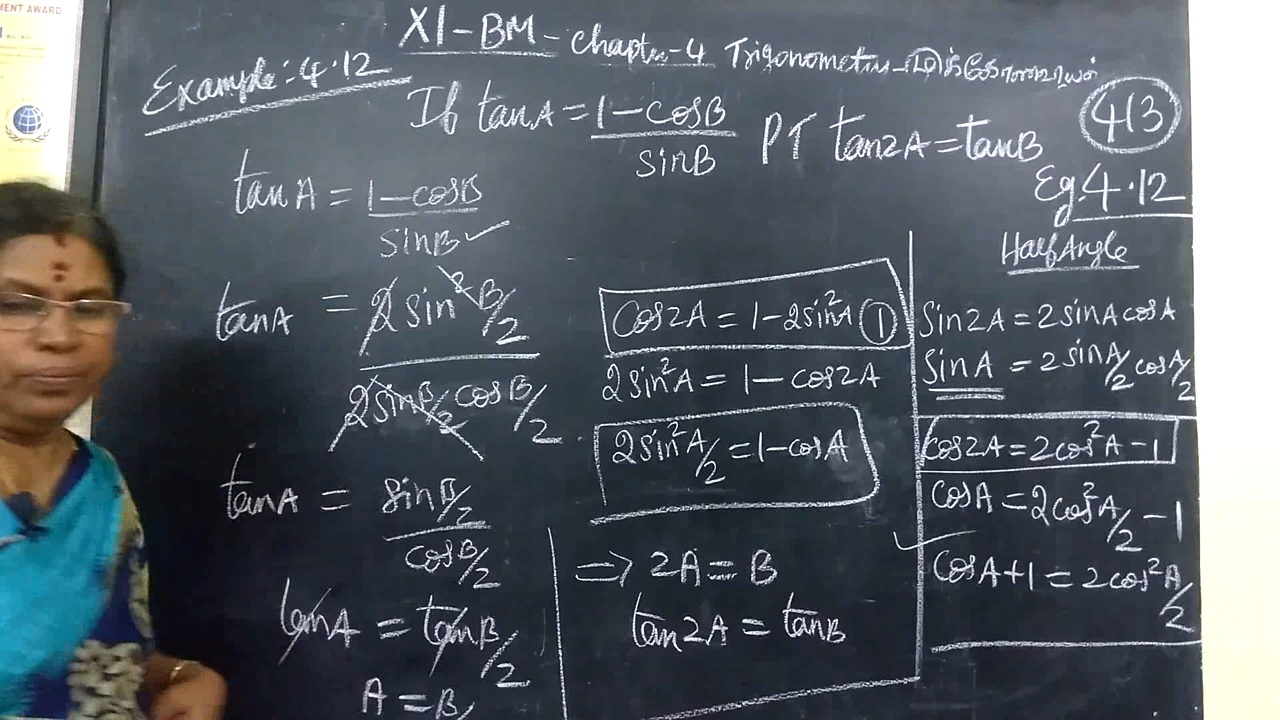 MENT AWARD
XI-BM-Chapter-4 Trigonometry
Example: 4.12
If tanA = 1-cosB / sinB PT tan2A = tanB
413
Eg.4.12
tanA = 1-cosB / sinB ✓
tanA = 2sin²B/2 / 2sinB/2 cosB/2
tanA = sinB/2 / cosB/2
tanA = tanB/2
A = B/
cos2A = 1-2sin²A ①
2sin²A = 1-cos2A
2sin²A/2 = 1-cosA
⇒ 2A = B
tan2A = tanB
Half Angle
Sin2A = 2sinAcosA
SinA = 2sinA/2 cosA/2
cos2A = 2cos²A-1
cosA = 2cos²A/2 -1
✓ cosA+1 = 2cos²A/2